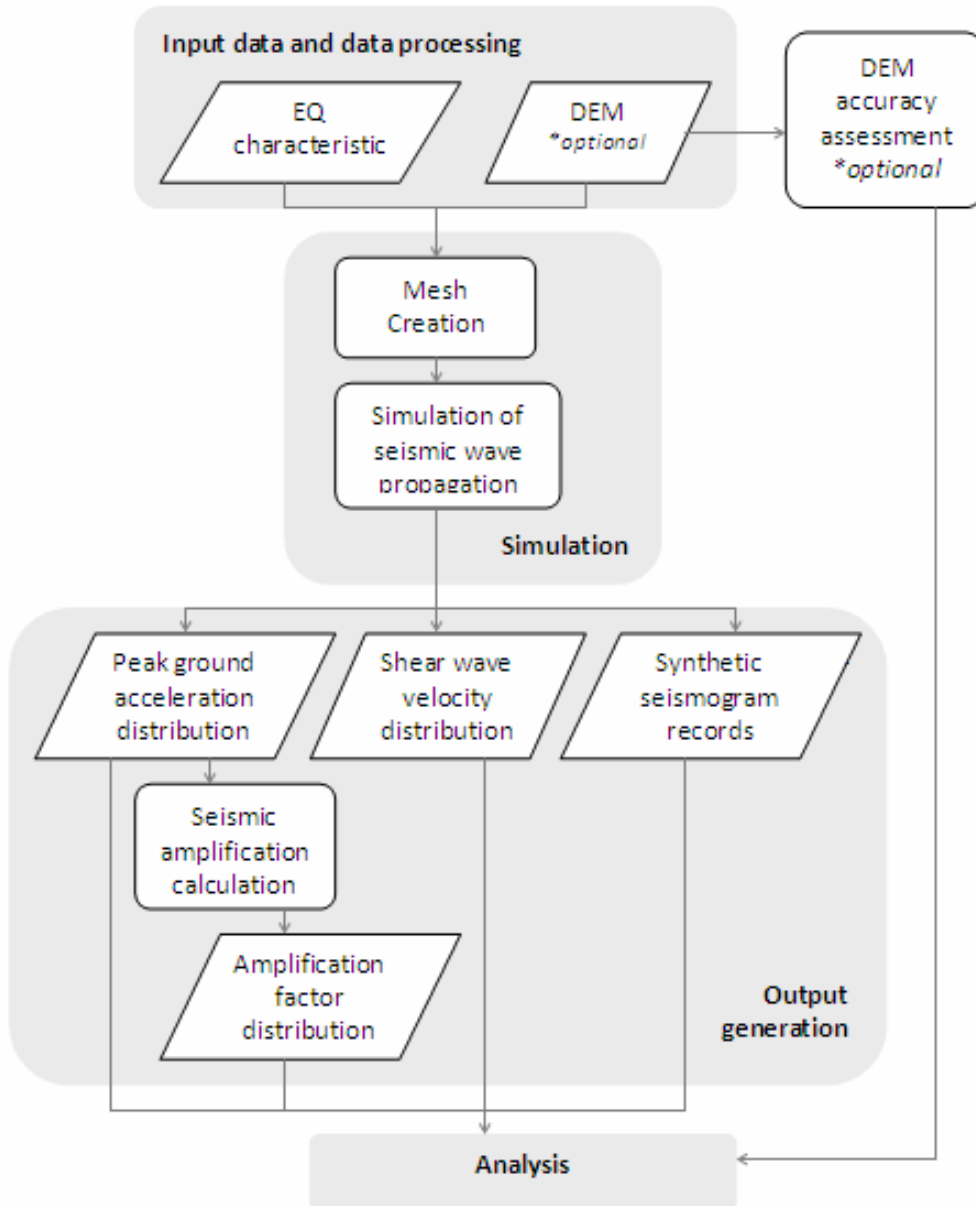 Input data and data processing
EQ
characteristic
DEM
*optional
DEM
accuracy
assessment
*optional
Mesh
Creation
Simulation of
seismic wave
propagation
Simulation
Peak ground
acceleration
distribution
Shear wave
velocity
distribution
Synthetic
seismogram
records
Seismic
amplification
calculation
Amplification
factor
distribution
Output
generation
Analysis